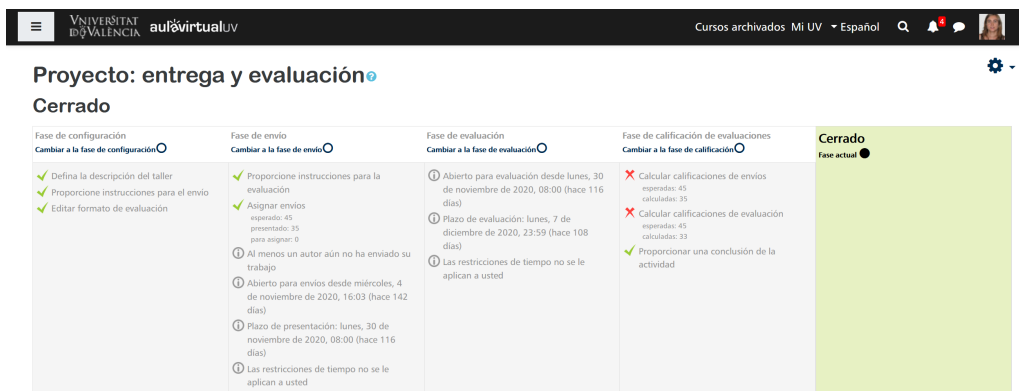 VNIVERSITAT
ID VALÈNCIA
aulavirtualUV
Cursos archivados Mi UV Español
4
Proyecto: entrega y evaluación
Cerrado
Fase de configuración
Cambiar a la fase de configuración
Defina la descripción del taller
Proporcione instrucciones para el envío
Editar formato de evaluación
Fase de envío
Cambiar a la fase de envío
Proporcione instrucciones para la
evaluación
Asignar envíos
esperado: 45
presentado: 35
para asignar: 0
Al menos un autor aún no ha enviado su
trabajo
Abierto para envíos desde miércoles, 4
de noviembre de 2020, 16:03 (hace 142
días)
Plazo de presentación: lunes, 30 de
noviembre de 2020, 08:00 (hace 116
días)
Las restricciones de tiempo no se le
aplican a usted
Fase de evaluación
Cambiar a la fase de evaluación
Abierto para evaluación desde lunes, 30
de noviembre de 2020, 08:00 (hace 116
días)
Plazo de evaluación: lunes, 7 de
diciembre de 2020, 23:59 (hace 108
días)
Las restricciones de tiempo no se le
aplican a usted
Fase de calificación de evaluaciones
Cambiar a la fase de calificación
Calcular calificaciones de envíos
esperadas: 45
calculadas: 35
Calcular calificaciones de evaluación
esperadas: 45
calculadas: 33
Proporcionar una conclusión de la
actividad
Cerrado
Fase actual